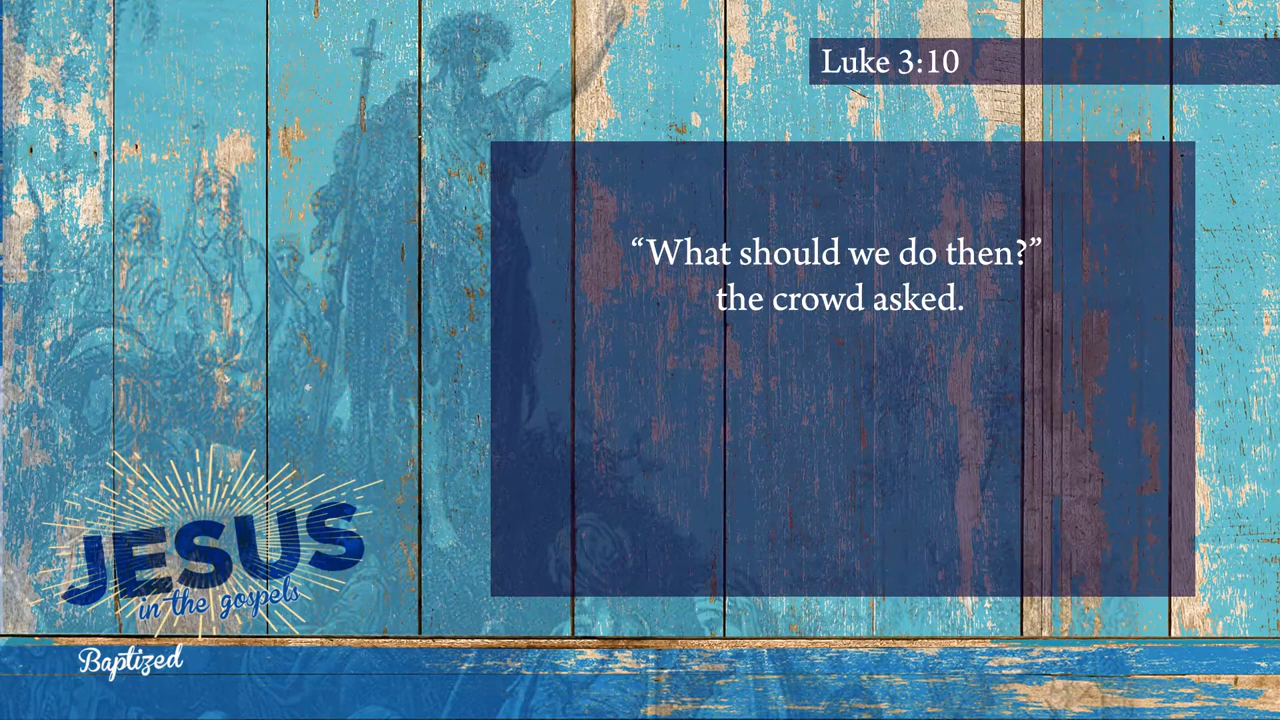 Luke 3:10
“What should we do then?”
the crowd asked.
JESUS
in the gospels
Baptized